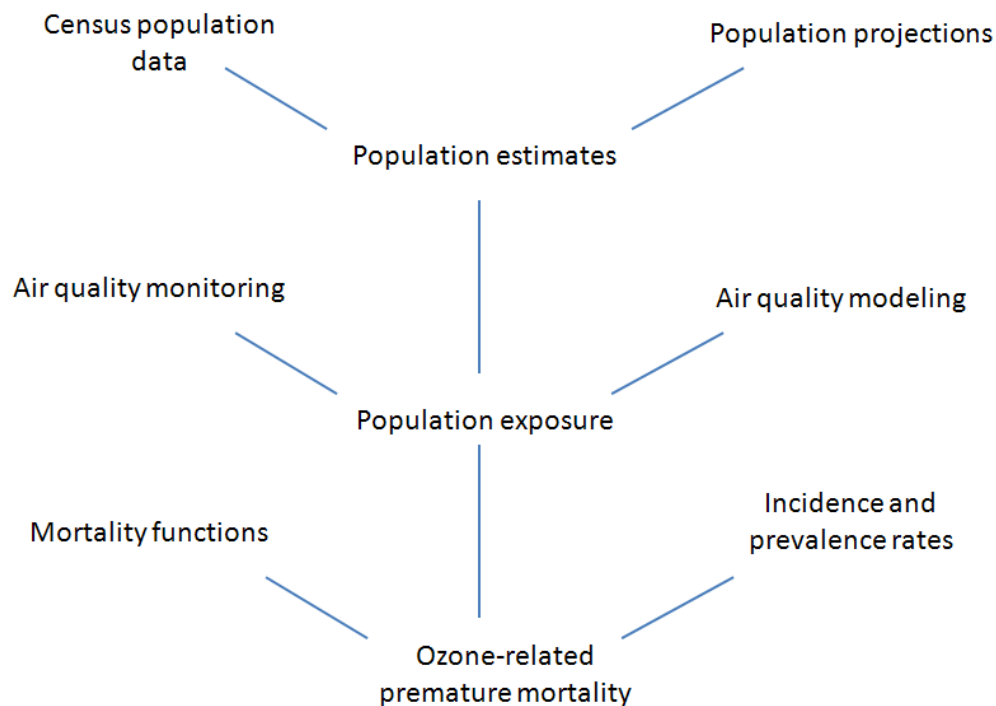 Census population
data
Population projections
Population estimates
Air quality monitoring
Air quality modeling
Population exposure
Mortality functions
Incidence and
prevalence rates
Ozone-related
premature mortality